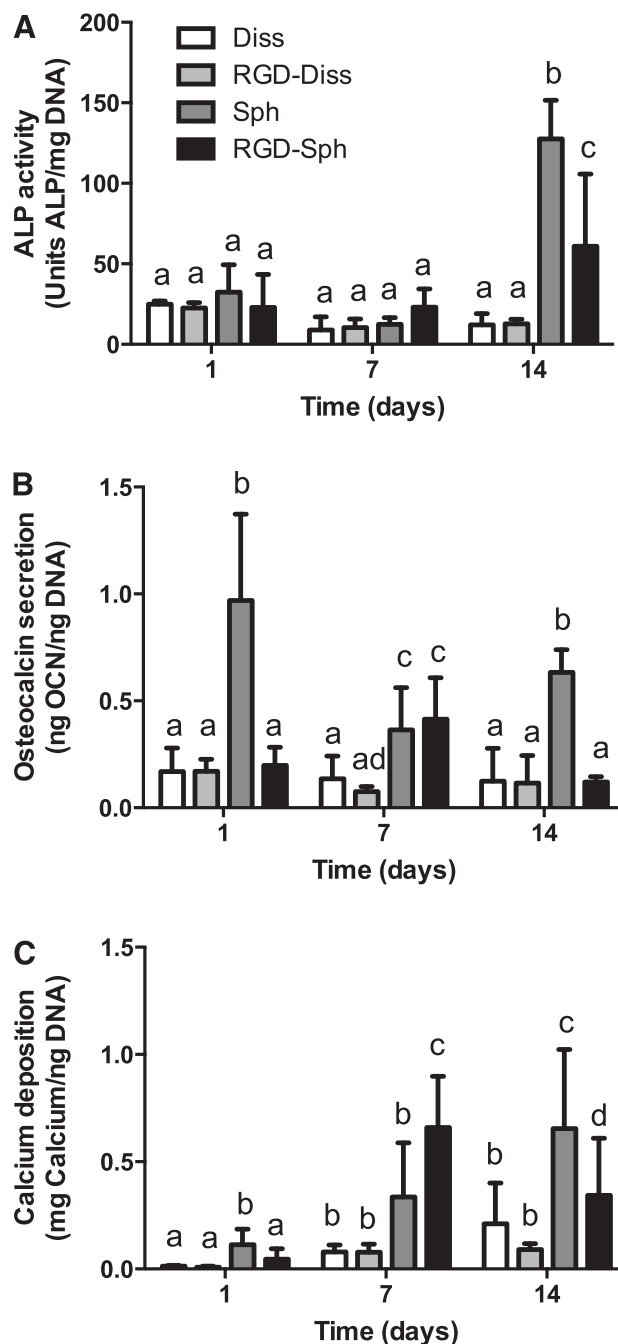 A
ALP activity
(Units ALP/mg DNA)
200
150
100
50
0
Diss
RGD-Diss
Sph
RGD-Sph
a a a a
a a a a
a a b c
1 7 14
Time (days)
B
Osteocalcin secretion
(ng OCN/ng DNA)
1.5
1.0
0.5
0.0
a a b a
a ad c c
a a b a
1 7 14
Time (days)
C
Calcium deposition
(mg Calcium/ng DNA)
1.5
1.0
0.5
0.0
a a b a
b b b c
b b c d
1 7 14
Time (days)